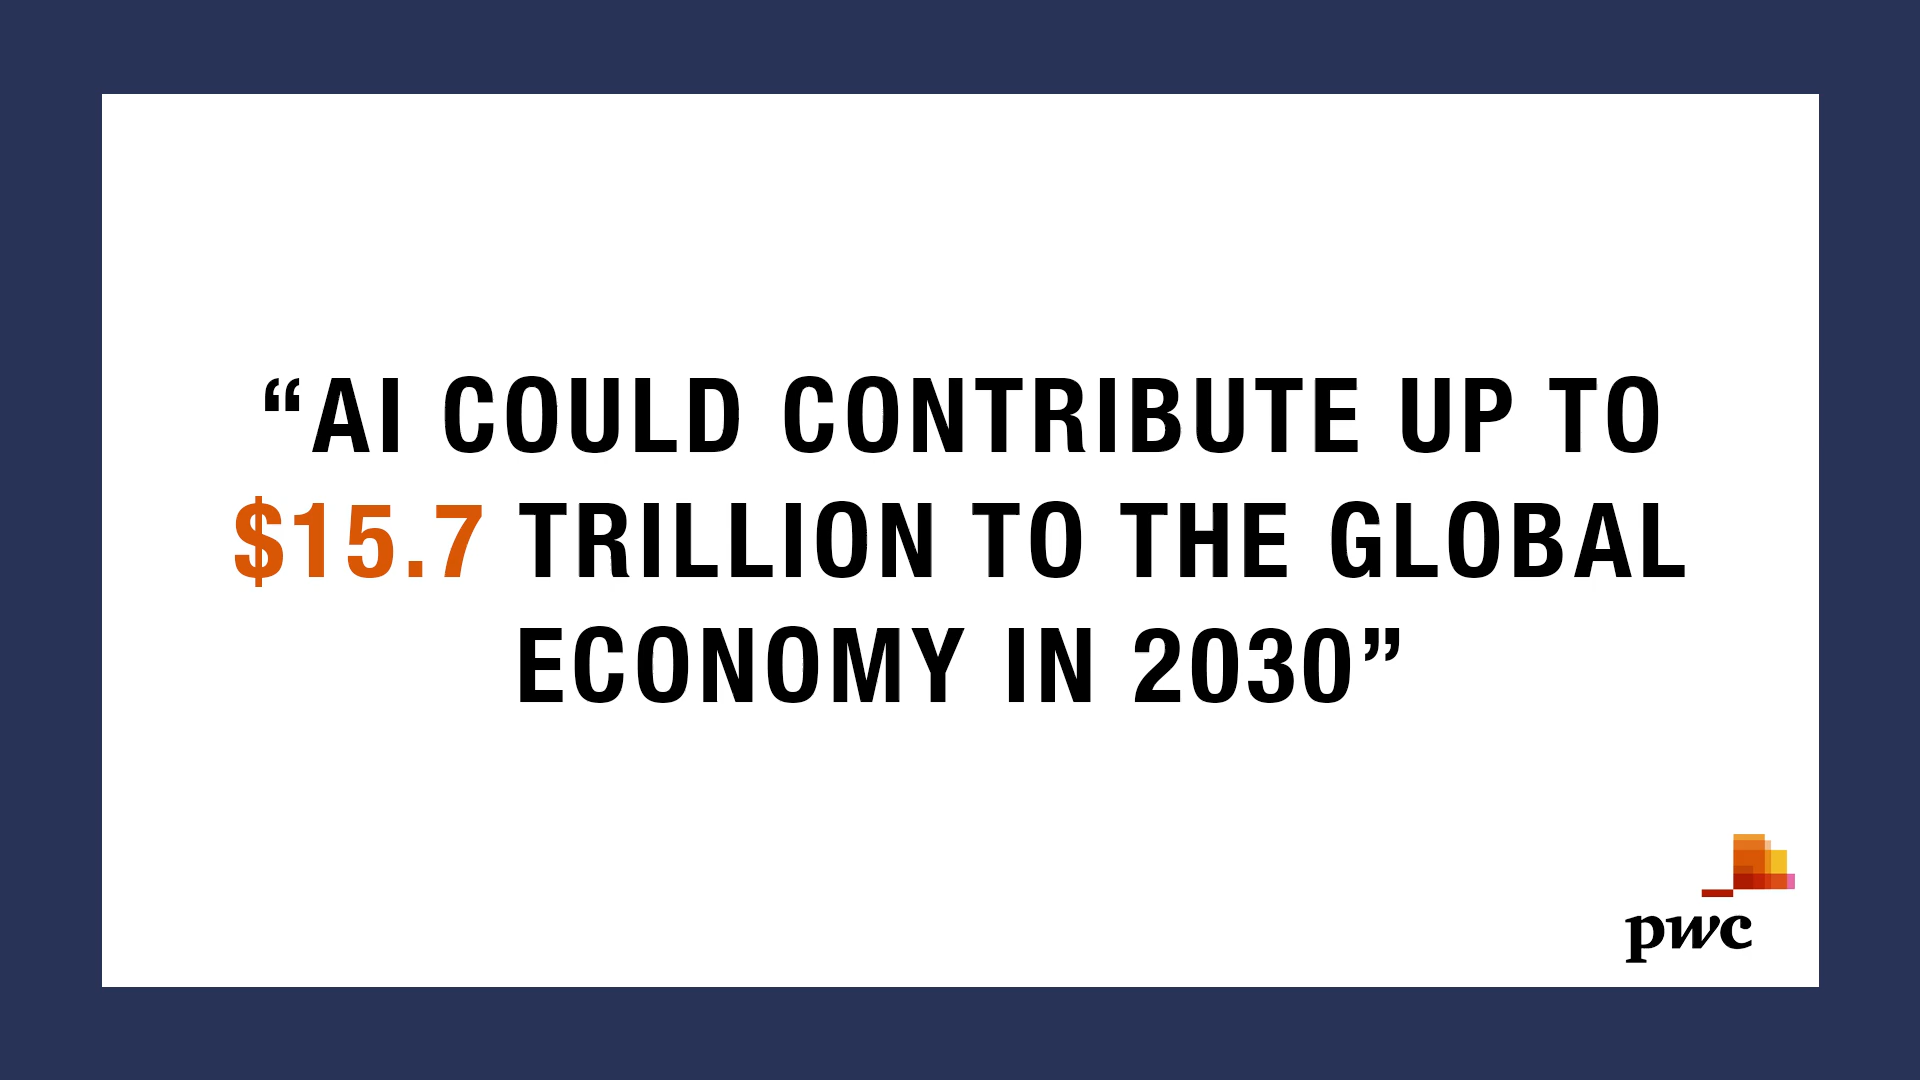 “AI COULD CONTRIBUTE UP TO
$15.7 TRILLION TO THE GLOBAL
ECONOMY IN 2030”
pwc